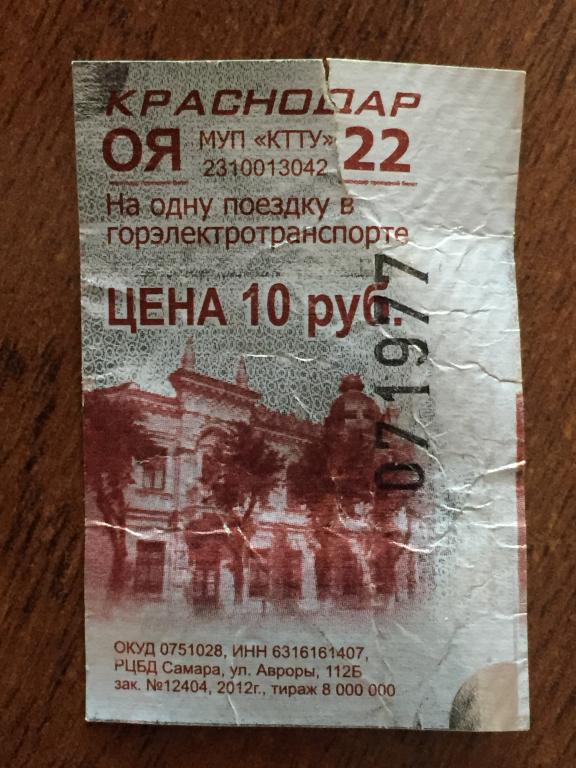 КРАСНОДАР
ОЯ МУП «КТТУ» 22
2310013042
На одну поездку в
горэлектротранспорте
ЦЕНА 10 руб.
071977
ОКУД 0751028, ИНН 6316161407,
РЦБД Самара, ул. Авроры, 112Б
зак. №12404, 2012г., тираж 8 000 000